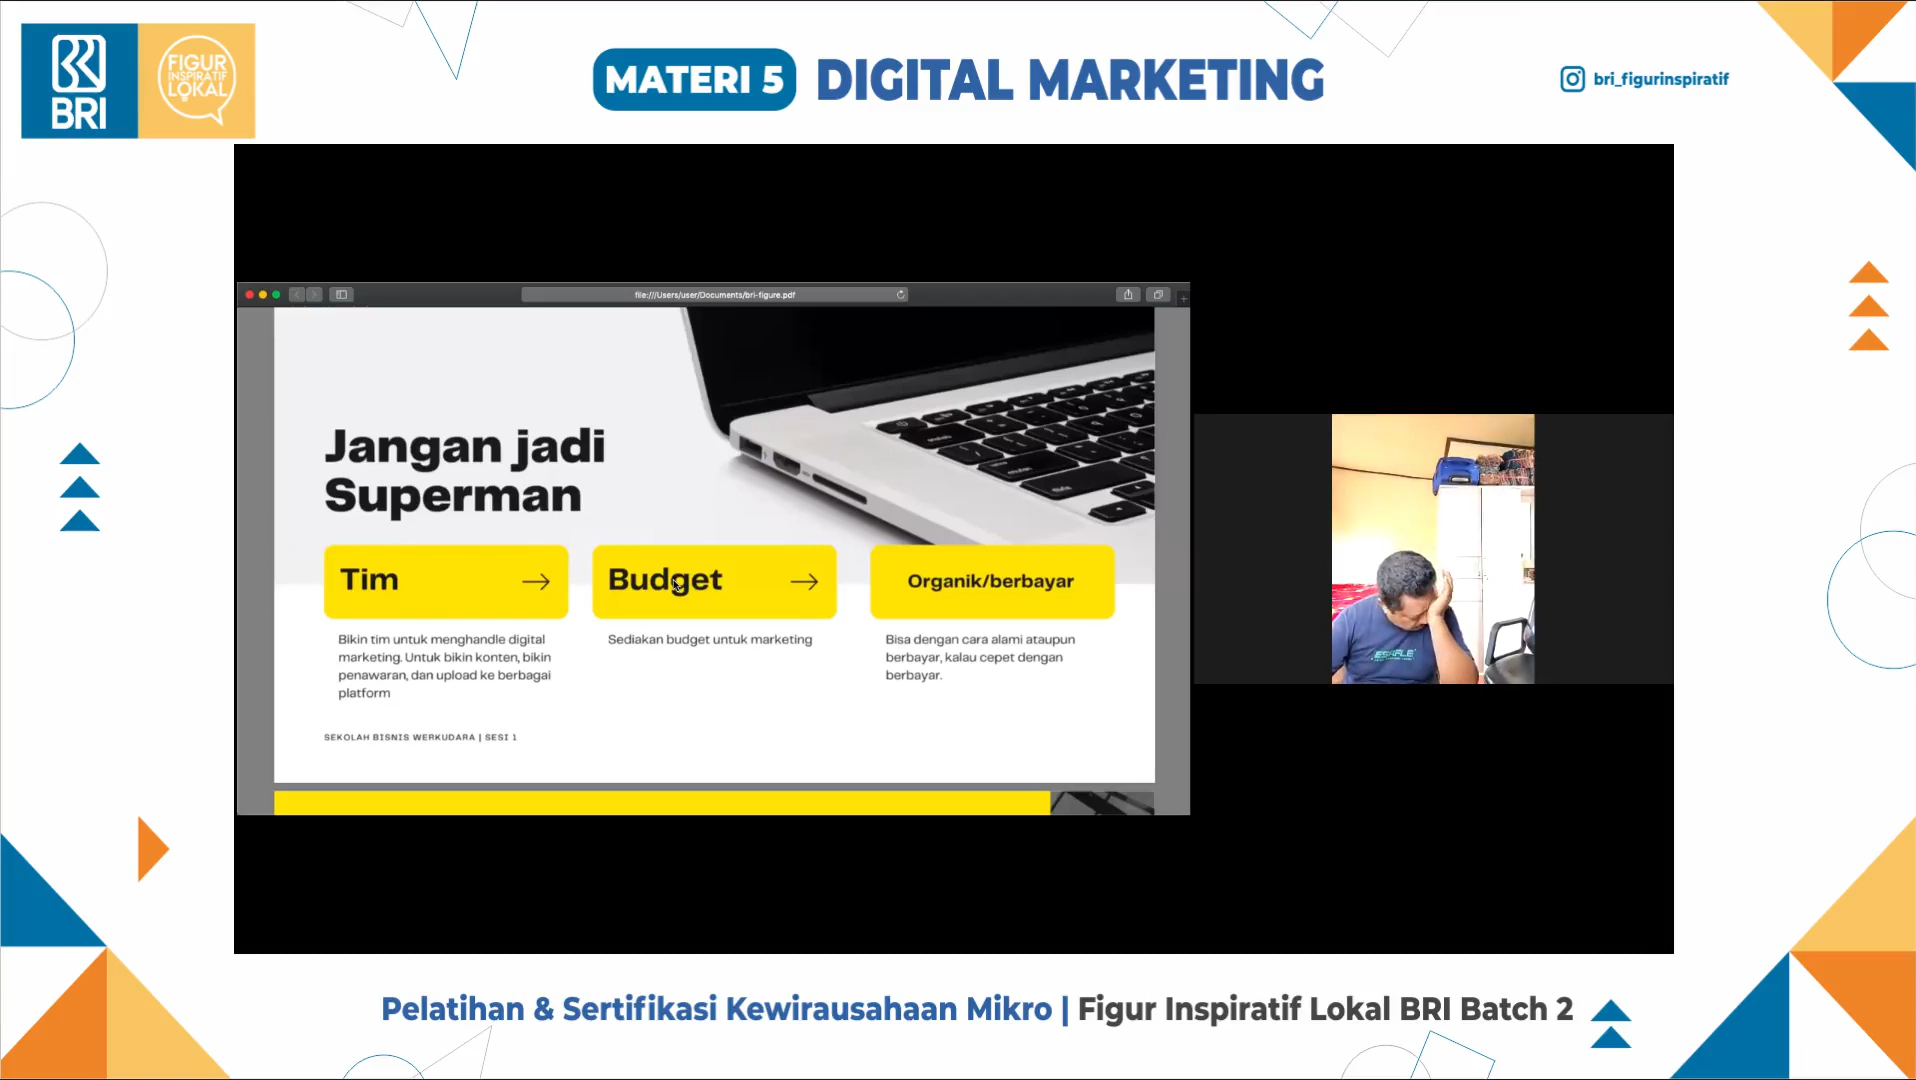 BRI
FIGUR
INSPIRATIF
LOKAL
MATERI 5 DIGITAL MARKETING
bri_figurinspiratif
file:///Users/user/Documents/bri-figure.pdf
Jangan jadi
Superman
Tim
Bikin tim untuk menghandle digital
marketing. Untuk bikin konten, bikin
penawaran, dan upload ke berbagai
platform
Budget
Sediakan budget untuk marketing
Organik/berbayar
Bisa dengan cara alami ataupun
berbayar, kalau cepet dengan
berbayar.
SEKOLAH BISNIS WERKUDARA | SESI 1
Pelatihan & Sertifikasi Kewirausahaan Mikro | Figur Inspiratif Lokal BRI Batch 2